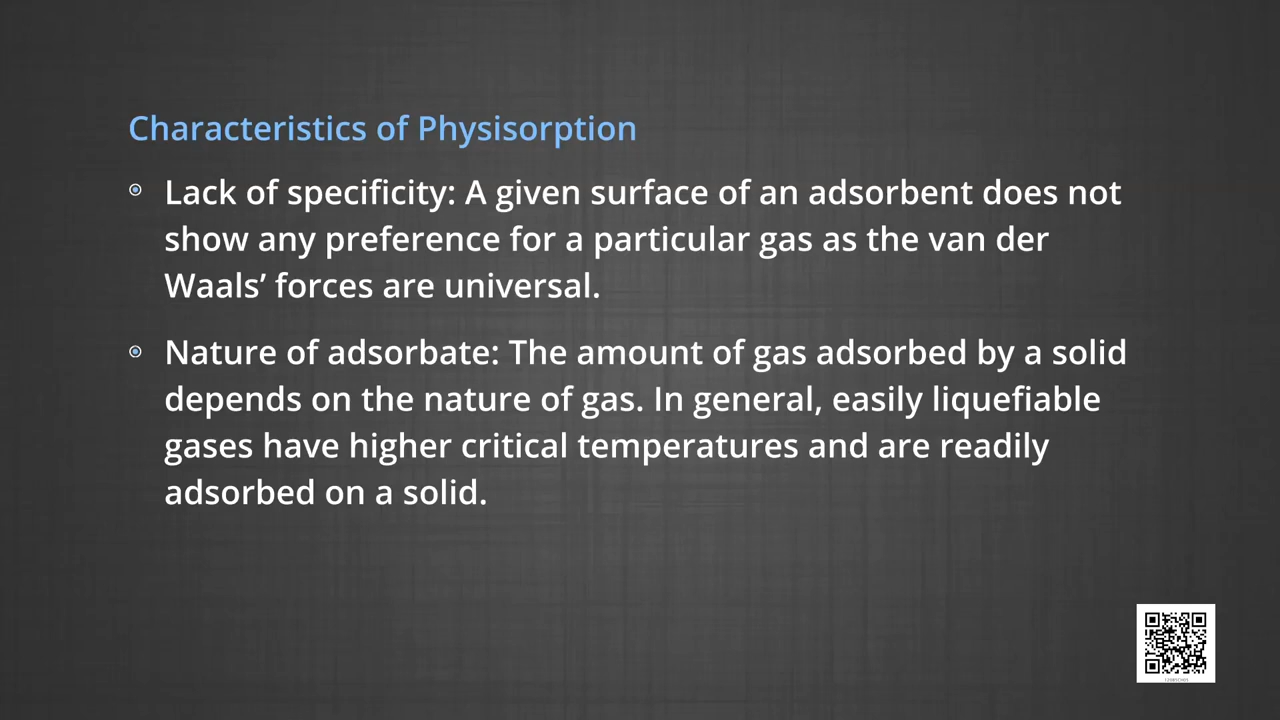 Characteristics of Physisorption
Lack of specificity: A given surface of an adsorbent does not
show any preference for a particular gas as the van der
Waals’ forces are universal.
Nature of adsorbate: The amount of gas adsorbed by a solid
depends on the nature of gas. In general, easily liquefiable
gases have higher critical temperatures and are readily
adsorbed on a solid.